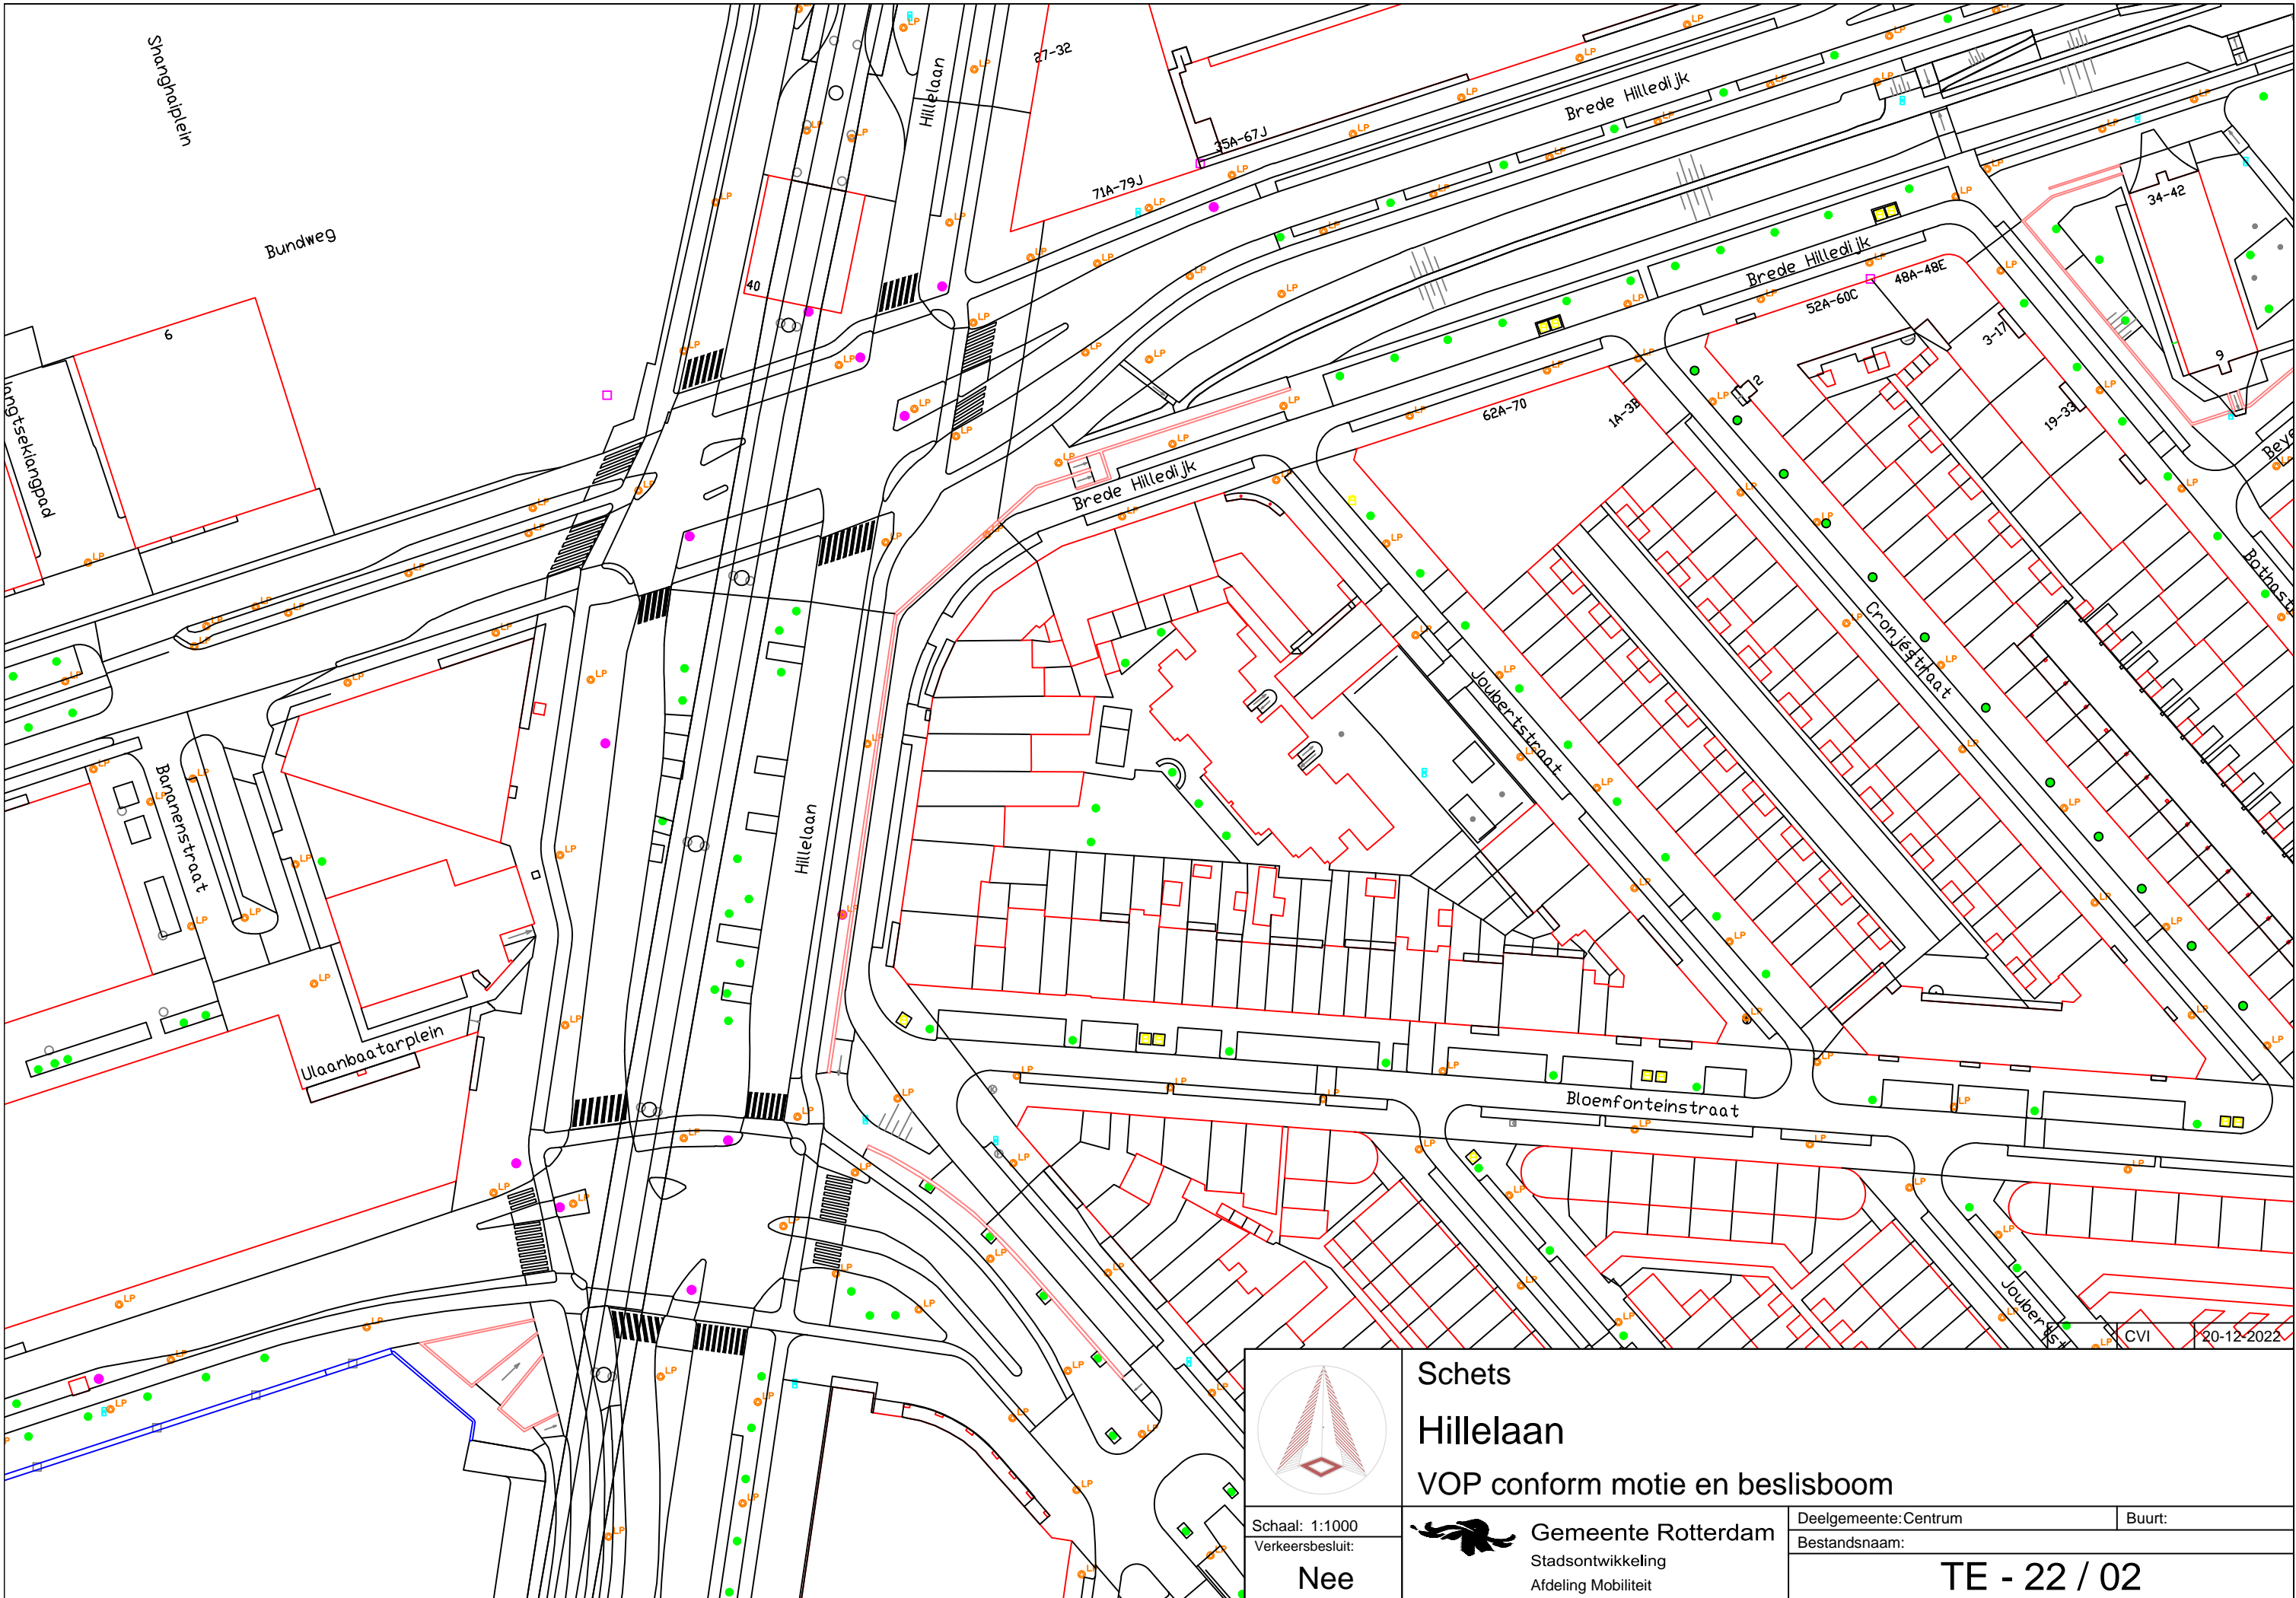 Shanghaiplein
Bundweg
Hillelaan
27-32
35A-67J
71A-79J
Brede Hilledijk
34-42
Brede Hilledijk
48A-48E
52A-60C
3-17
9
19-33
2
62A-70
1A-3B
Brede Hilledijk
40
6
Hillelaan
Bananenstraat
Ulaanbaatarplein
Joubertstraat
Cronjéstraat
Bloemfonteinstraat
CVI
20-12-2022
Schets
Hillelaan
VOP conform motie en beslisboom
Schaal: 1:1000
Verkeersbesluit:
Nee
Gemeente Rotterdam
Stadsontwikkeling
Afdeling Mobiliteit
Deelgemeente: Centrum
Buurt:
Bestandsnaam:
TE - 22 / 02